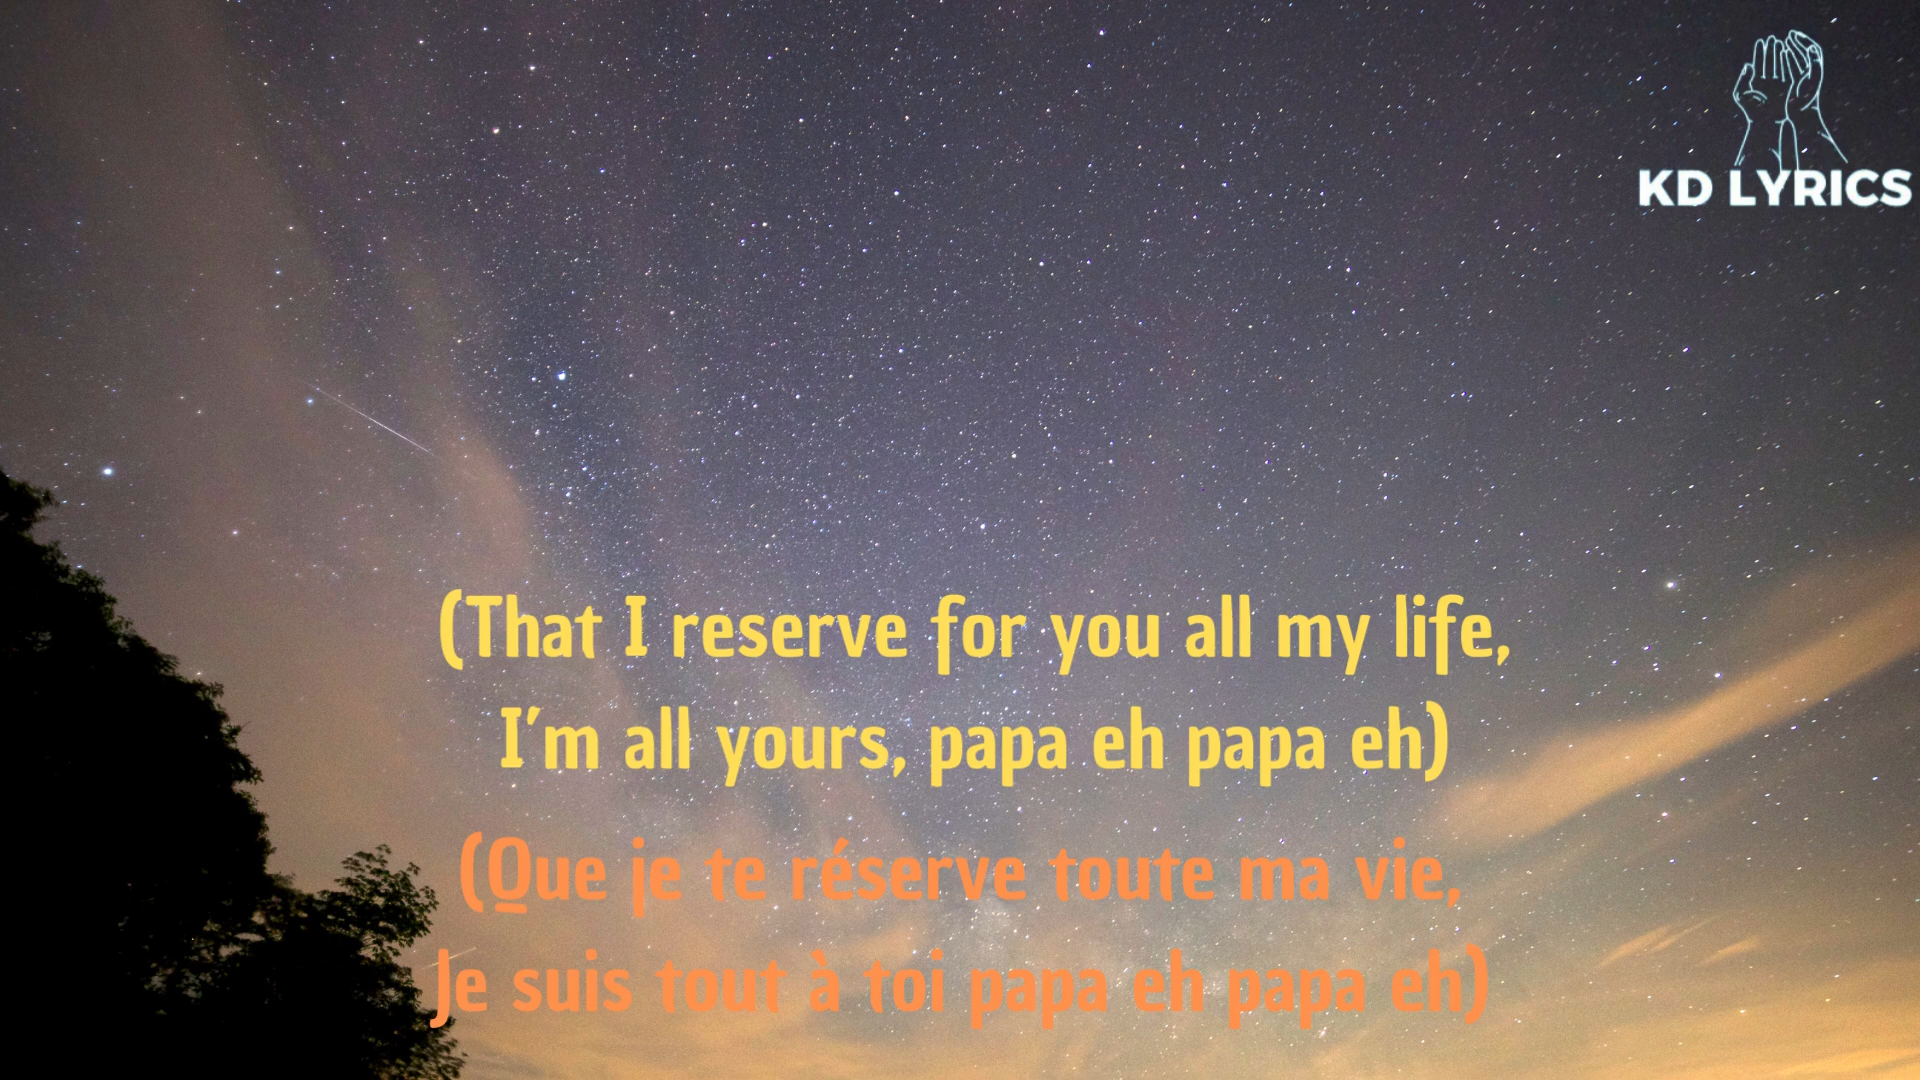 KD LYRICS
(That I reserve for you all my life,
I'm all yours, papa eh papa eh)
(Que je te réserve toute ma vie,
Je suis tout à toi papa eh papa eh)